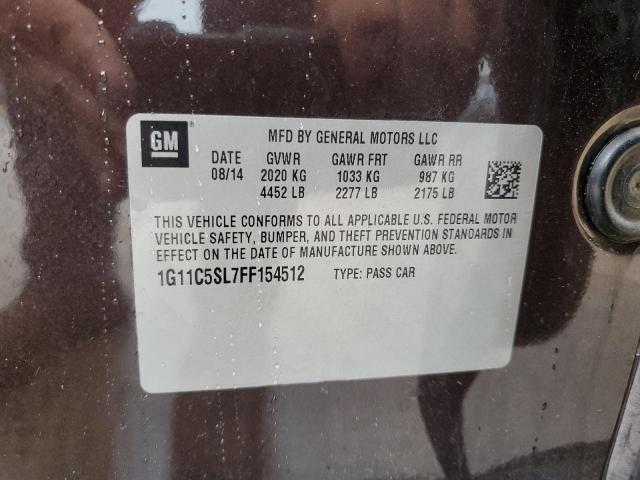 GM
MFD BY GENERAL MOTORS LLC
DATE GVWR GAWR FRT GAWR RR
08/14 2020 KG 1033 KG 987 KG
4452 LB 2277 LB 2175 LB
THIS VEHICLE CONFORMS TO ALL APPLICABLE U.S. FEDERAL MOTOR
VEHICLE SAFETY, BUMPER, AND THEFT PREVENTION STANDARDS IN
EFFECT ON THE DATE OF MANUFACTURE SHOWN ABOVE.
1G11C5SL7FF154512 TYPE: PASS CAR